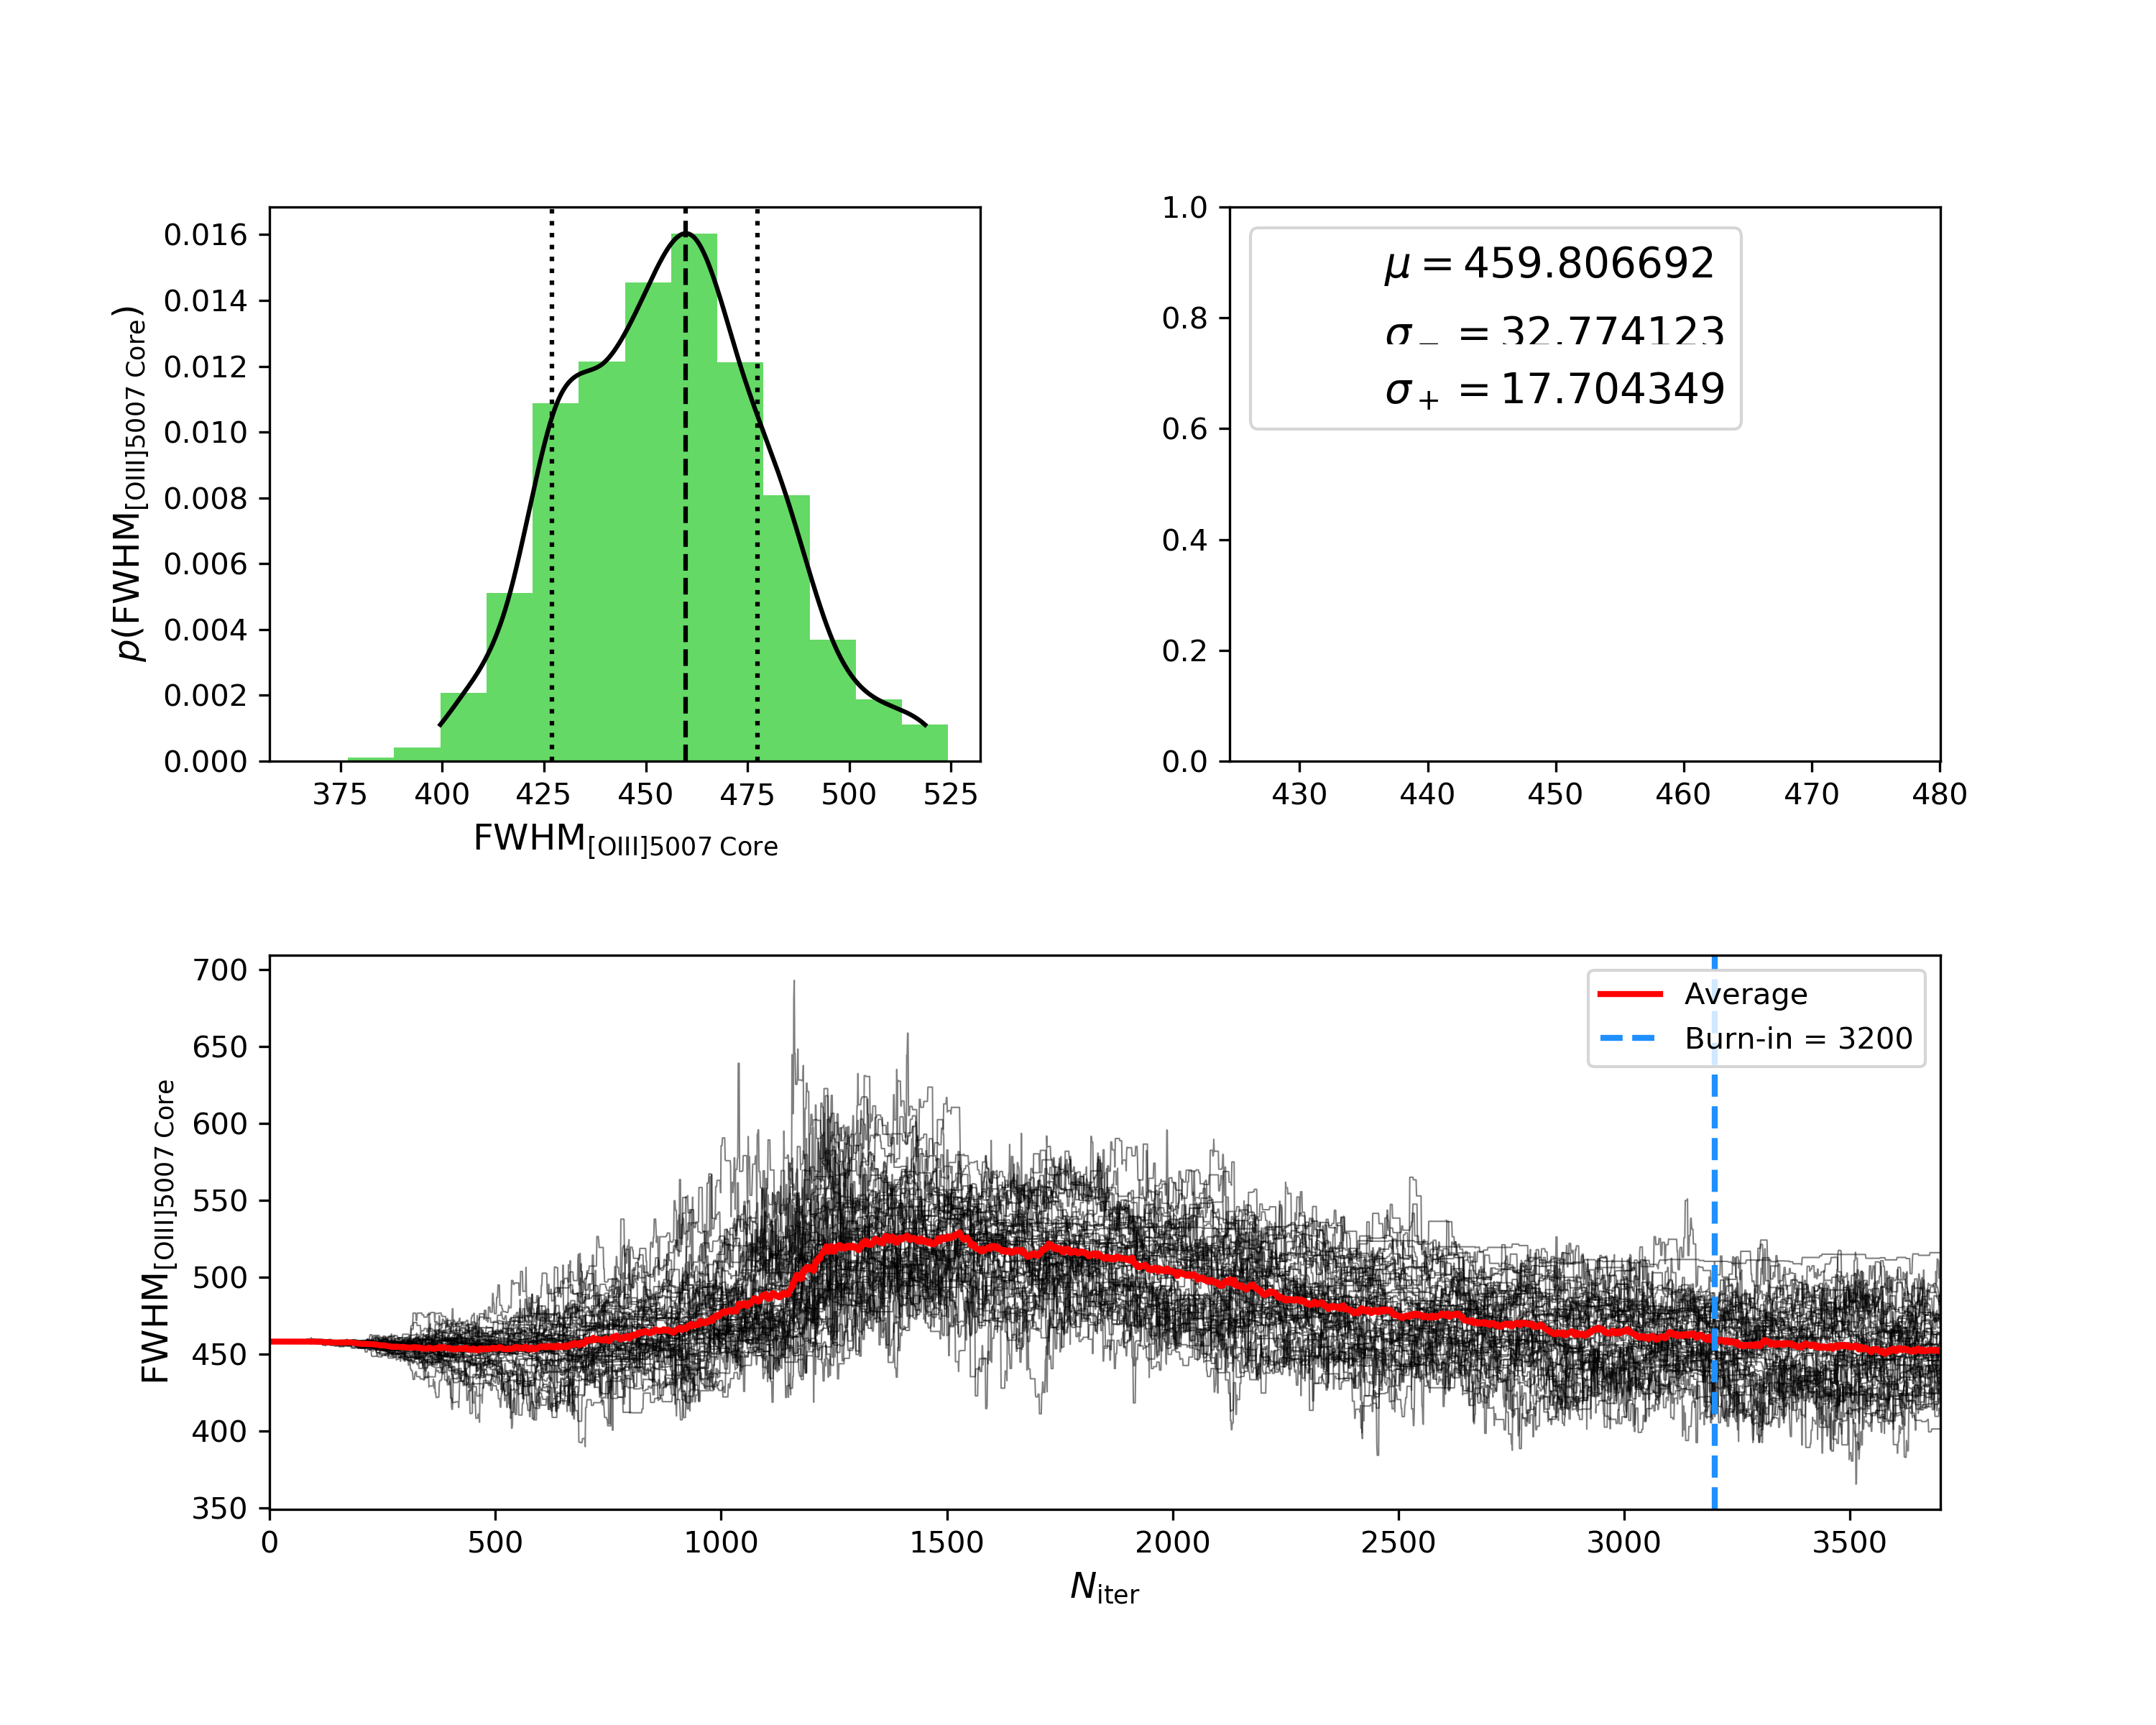 0.016
0.014
0.012
0.010
0.008
0.006
0.004
0.002
0.000
p(FWHM[OIII]5007 Core)
375 400 425 450 475 500 525
FWHM[OIII]5007 Core
1.0
0.8
0.6
0.4
0.2
0.0
μ = 459.806692
σ− = 32.774123
σ+ = 17.704349
430 440 450 460 470 480
700
650
600
550
500
450
400
350
FWHM[OIII]5007 Core
Average
Burn-in = 3200
0 500 1000 1500 2000 2500 3000 3500
Niter